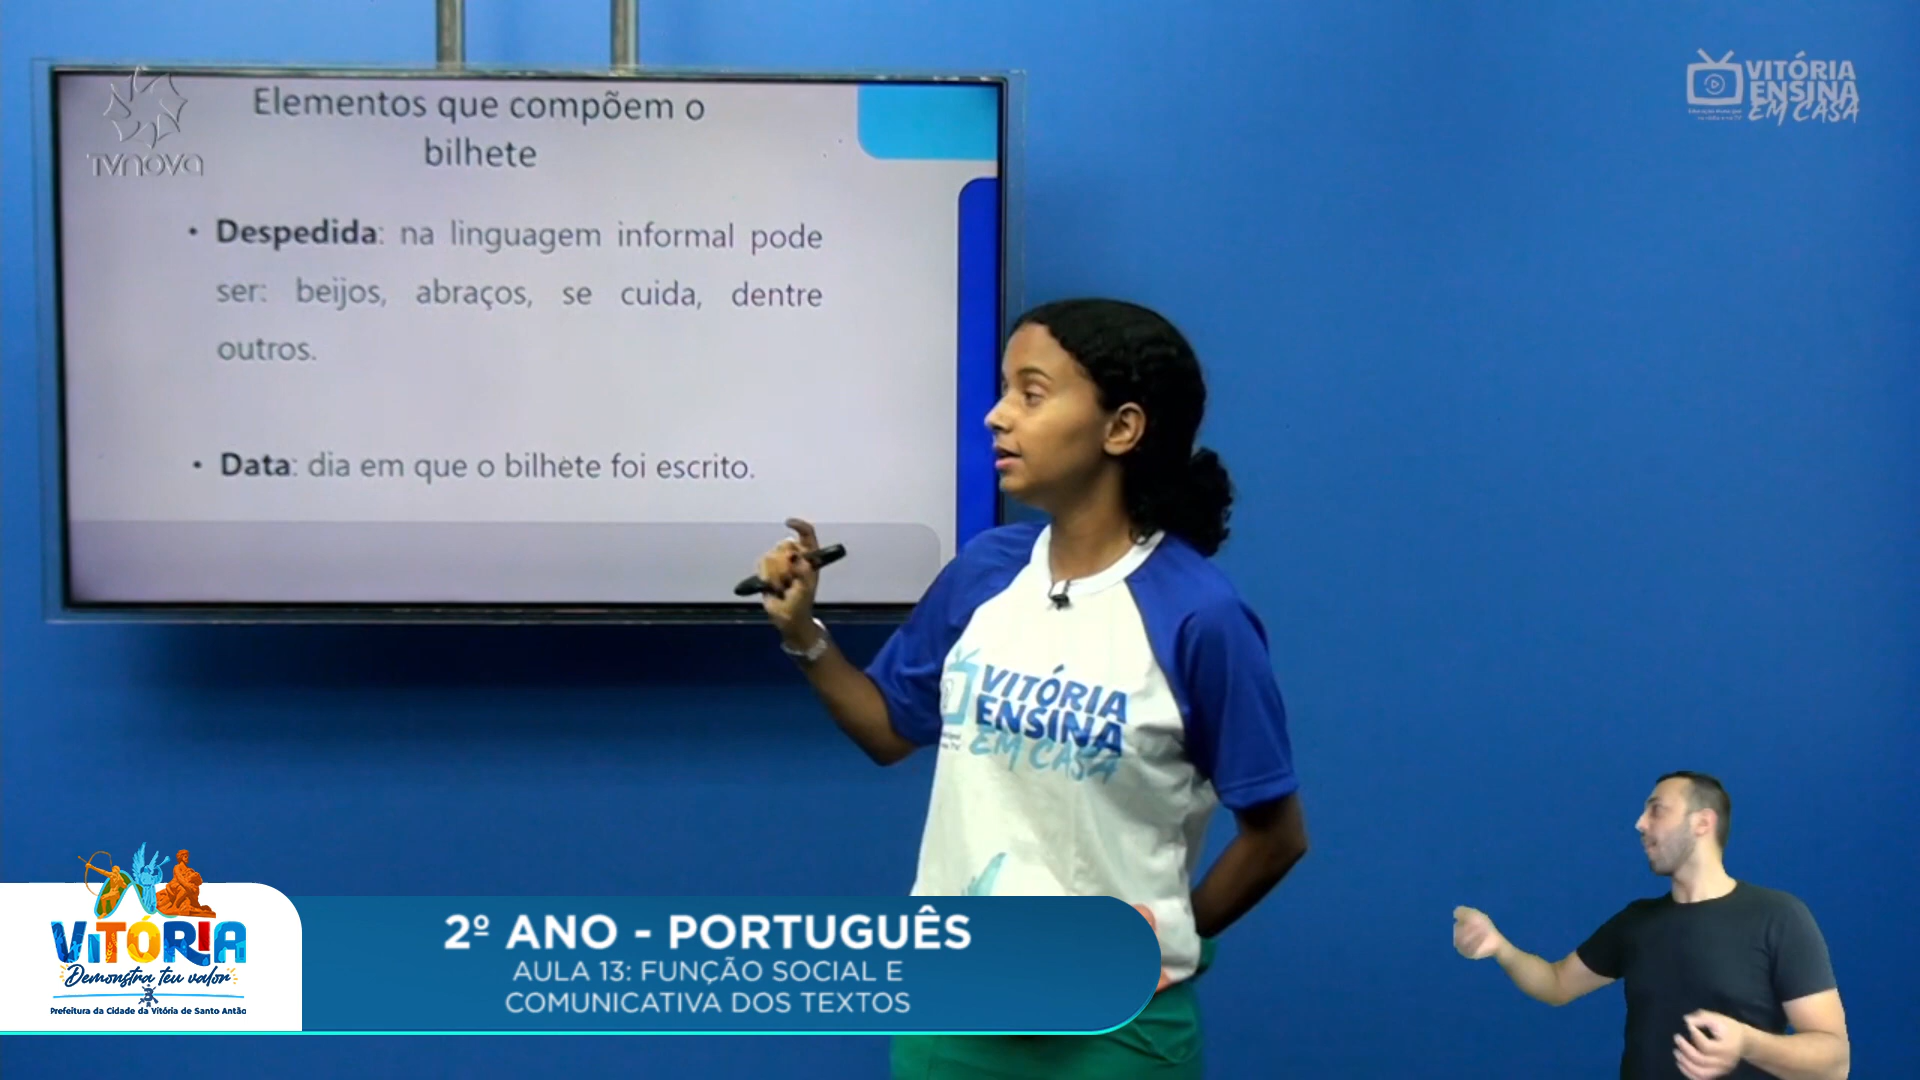 Elementos que compõem o
bilhete
• Despedida: na linguagem informal pode
ser: beijos, abraços, se cuida, dentre
outros.
• Data: dia em que o bilhete foi escrito.
TVNOVA
VITÓRIA
ENSINA
EM CASA
VITÓRIA
ENSINA
EM CASA
VITÓRIA
Demonstra teu valor
Prefeitura da Cidade da Vitória de Santo Antão
2º ANO - PORTUGUÊS
AULA 13: FUNÇÃO SOCIAL E
COMUNICATIVA DOS TEXTOS